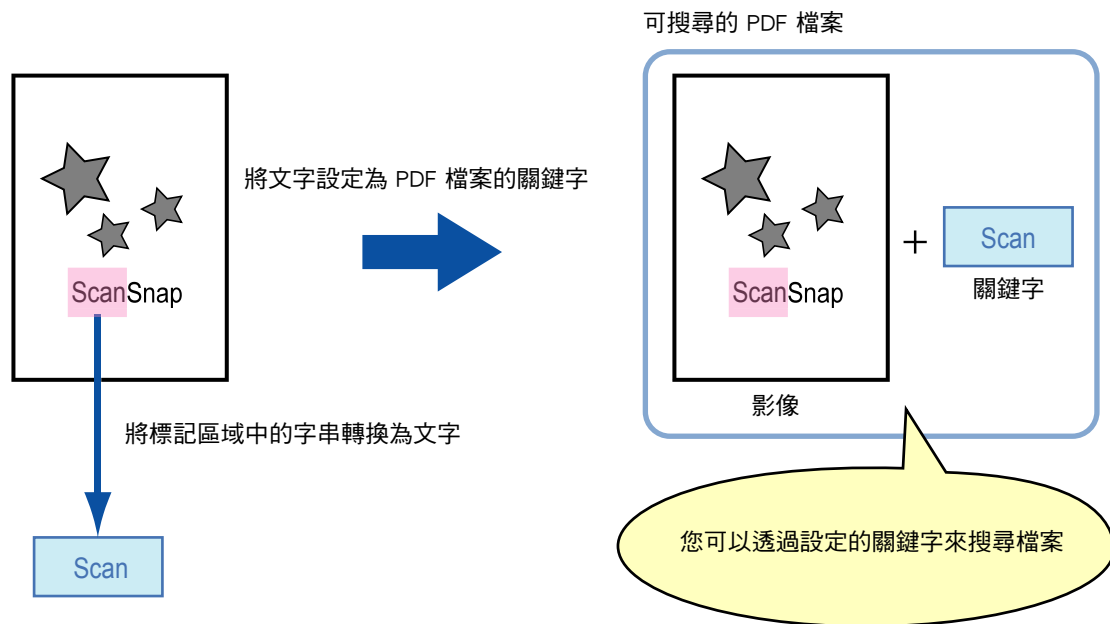 可搜尋的 PDF 檔案
將文字設定為 PDF 檔案的關鍵字
ScanSnap
將標記區域中的字串轉換為文字
Scan
ScanSnap
影像
+
Scan
關鍵字
您可以透過設定的關鍵字來搜尋檔案